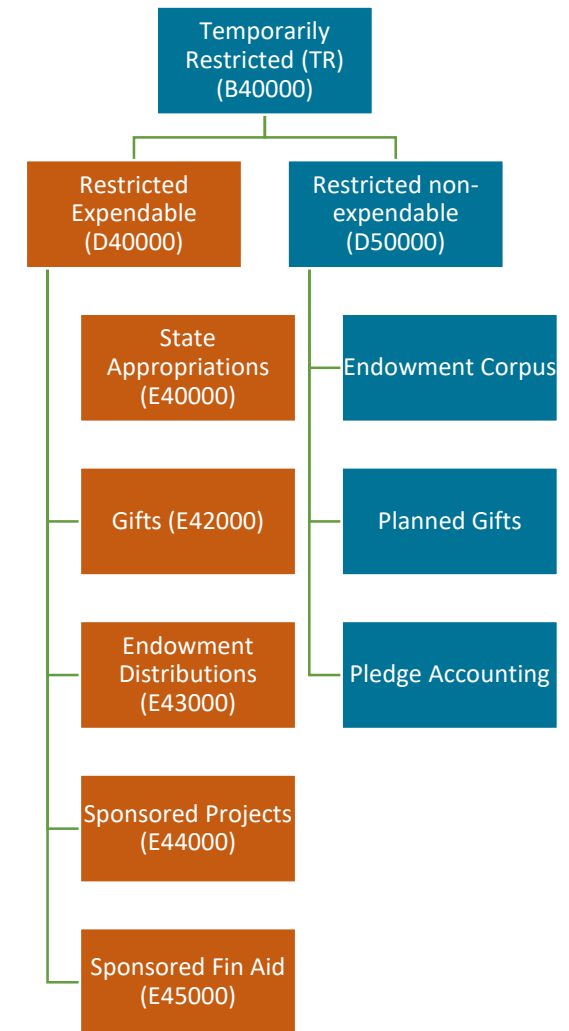 Temporarily
Restricted (TR)
(B40000)
Restricted
Expendable
(D40000)
Restricted non-
expendable
(D50000)
State
Appropriations
(E40000)
Endowment Corpus
Gifts (E42000)
Planned Gifts
Endowment
Distributions
(E43000)
Pledge Accounting
Sponsored Projects
(E44000)
Sponsored Fin Aid
(E45000)